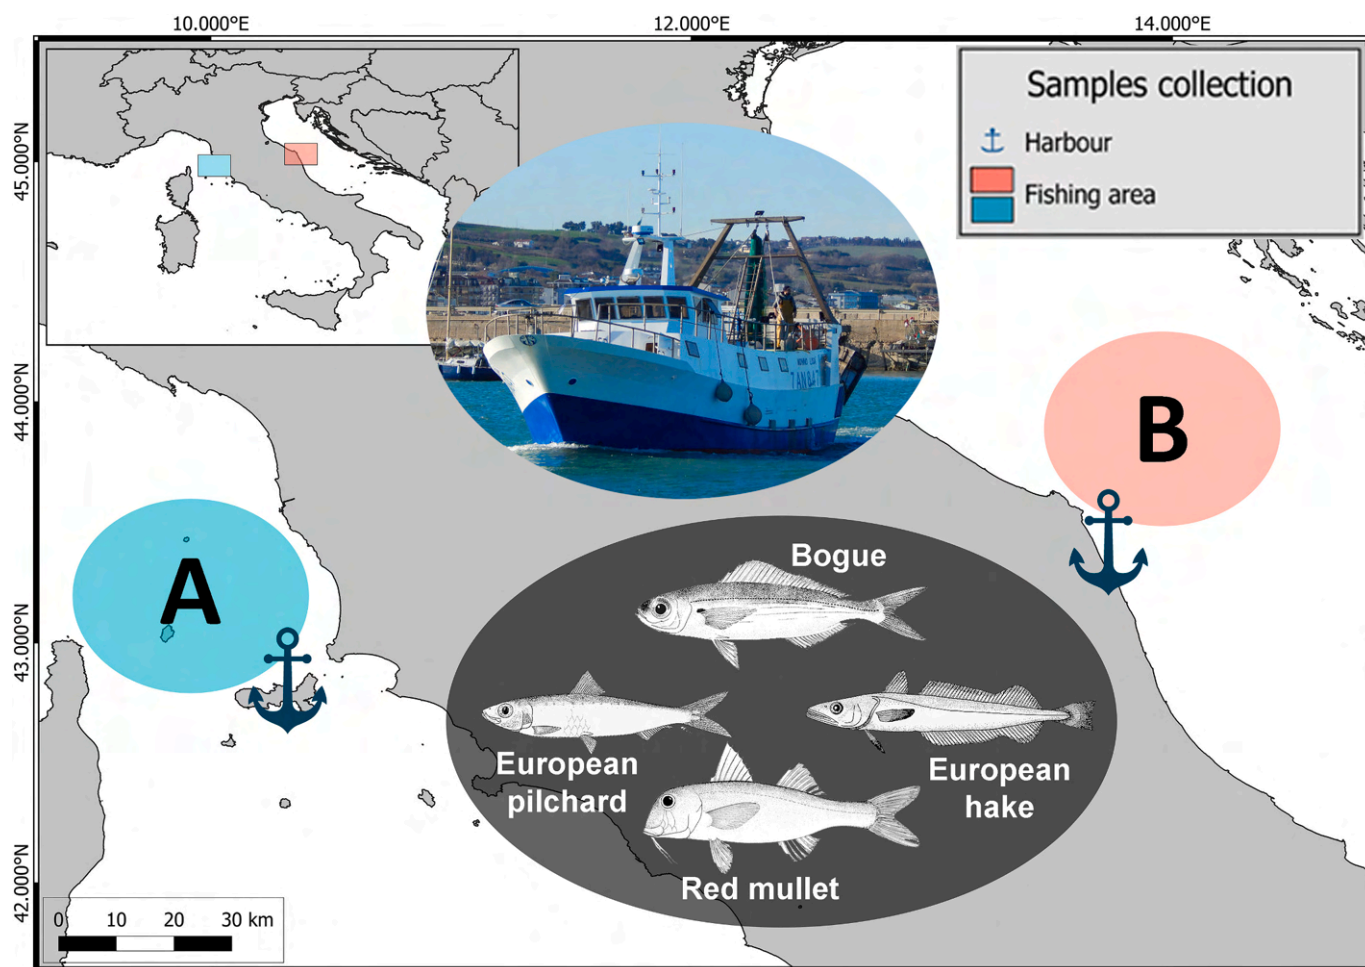 10.000°E
12.000°E
14.000°E
45.000°N
44.000°N
43.000°N
42.000°N
Samples collection
Harbour
Fishing area
7AN847
A
B
Bogue
European
pilchard
European
hake
Red mullet
0 10 20 30 km